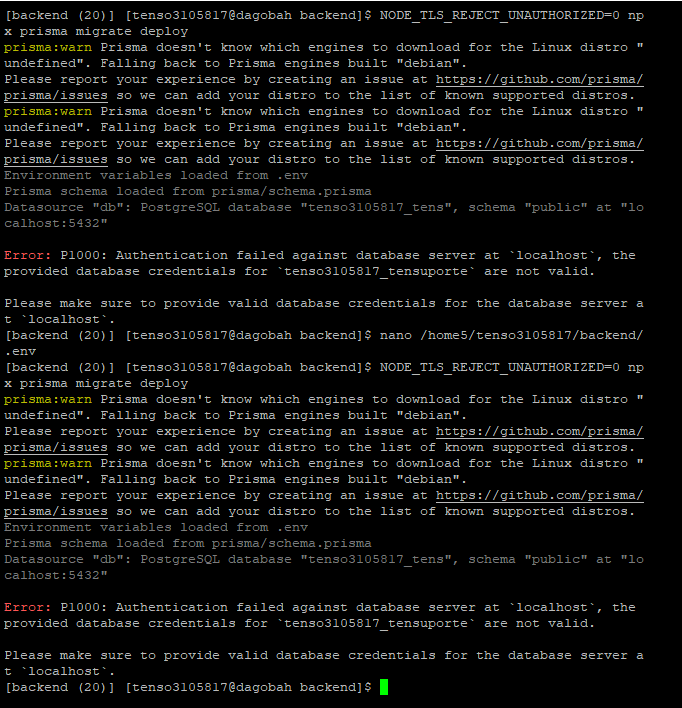 [backend (20)] [tenso3105817@dagobah backend]$ NODE_TLS_REJECT_UNAUTHORIZED=0 np
x prisma migrate deploy
prisma:warn Prisma doesn't know which engines to download for the Linux distro "
undefined". Falling back to Prisma engines built "debian".
Please report your experience by creating an issue at https://github.com/prisma/
prisma/issues so we can add your distro to the list of known supported distros.
prisma:warn Prisma doesn't know which engines to download for the Linux distro "
undefined". Falling back to Prisma engines built "debian".
Please report your experience by creating an issue at https://github.com/prisma/
prisma/issues so we can add your distro to the list of known supported distros.
Environment variables loaded from .env
Prisma schema loaded from prisma/schema.prisma
Datasource "db": PostgreSQL database "tenso3105817_tens", schema "public" at "lo
calhost:5432"

Error: P1000: Authentication failed against database server at `localhost`, the
provided database credentials for `tenso3105817_tensuporte` are not valid.

Please make sure to provide valid database credentials for the database server a
t `localhost`.
[backend (20)] [tenso3105817@dagobah backend]$ nano /home5/tenso3105817/backend/
.env
[backend (20)] [tenso3105817@dagobah backend]$ NODE_TLS_REJECT_UNAUTHORIZED=0 np
x prisma migrate deploy
prisma:warn Prisma doesn't know which engines to download for the Linux distro "
undefined". Falling back to Prisma engines built "debian".
Please report your experience by creating an issue at https://github.com/prisma/
prisma/issues so we can add your distro to the list of known supported distros.
prisma:warn Prisma doesn't know which engines to download for the Linux distro "
undefined". Falling back to Prisma engines built "debian".
Please report your experience by creating an issue at https://github.com/prisma/
prisma/issues so we can add your distro to the list of known supported distros.
Environment variables loaded from .env
Prisma schema loaded from prisma/schema.prisma
Datasource "db": PostgreSQL database "tenso3105817_tens", schema "public" at "lo
calhost:5432"

Error: P1000: Authentication failed against database server at `localhost`, the
provided database credentials for `tenso3105817_tensuporte` are not valid.

Please make sure to provide valid database credentials for the database server a
t `localhost`.
[backend (20)] [tenso3105817@dagobah backend]$